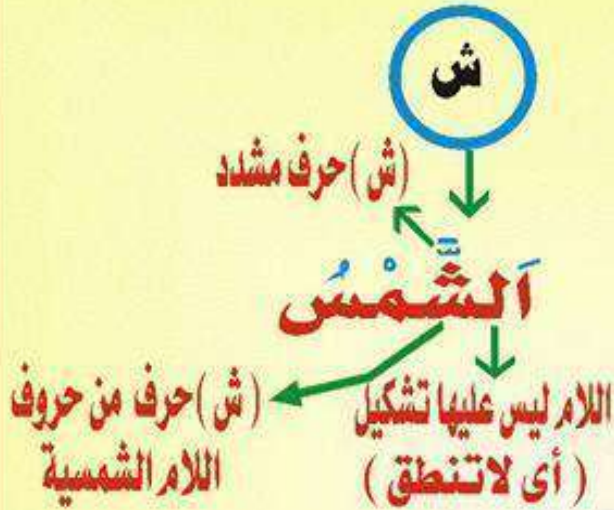 ش
(ش) حرف مشدد
اَلشَّمْسُ
اللام ليس عليها تشكيل
(أى لاتنطق)
(ش) حرف من حروف
اللام الشمسية